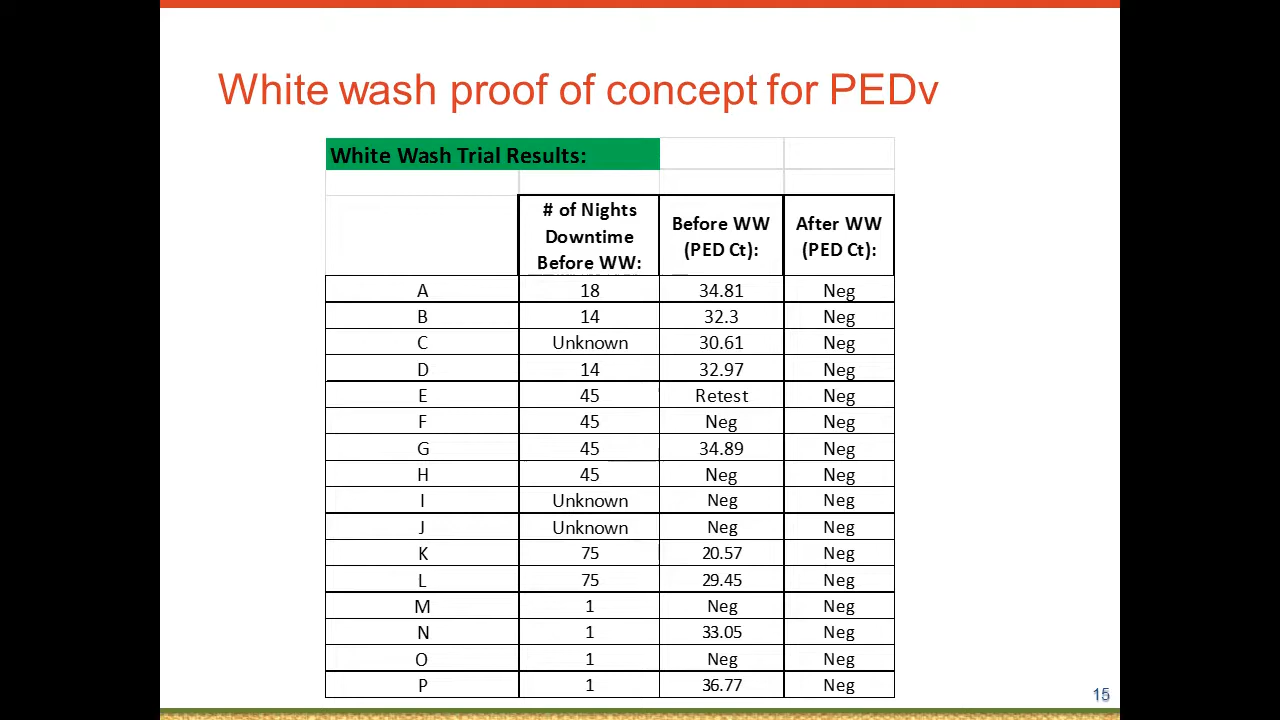 White wash proof of concept for PEDv
White Wash Trial Results:
# of Nights Downtime Before WW: Before WW (PED Ct): After WW (PED Ct):
A 18 34.81 Neg
B 14 32.3 Neg
C Unknown 30.61 Neg
D 14 32.97 Neg
E 45 Retest Neg
F 45 Neg Neg
G 45 34.89 Neg
H 45 Neg Neg
I Unknown Neg Neg
J Unknown Neg Neg
K 75 20.57 Neg
L 75 29.45 Neg
M 1 Neg Neg
N 1 33.05 Neg
O 1 Neg Neg
P 1 36.77 Neg
15